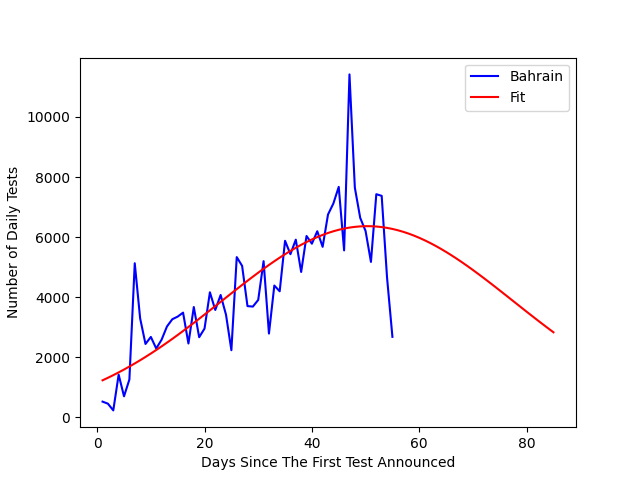 Bahrain
Fit
10000
8000
6000
4000
2000
0
Number of Daily Tests
0 20 40 60 80
Days Since The First Test Announced